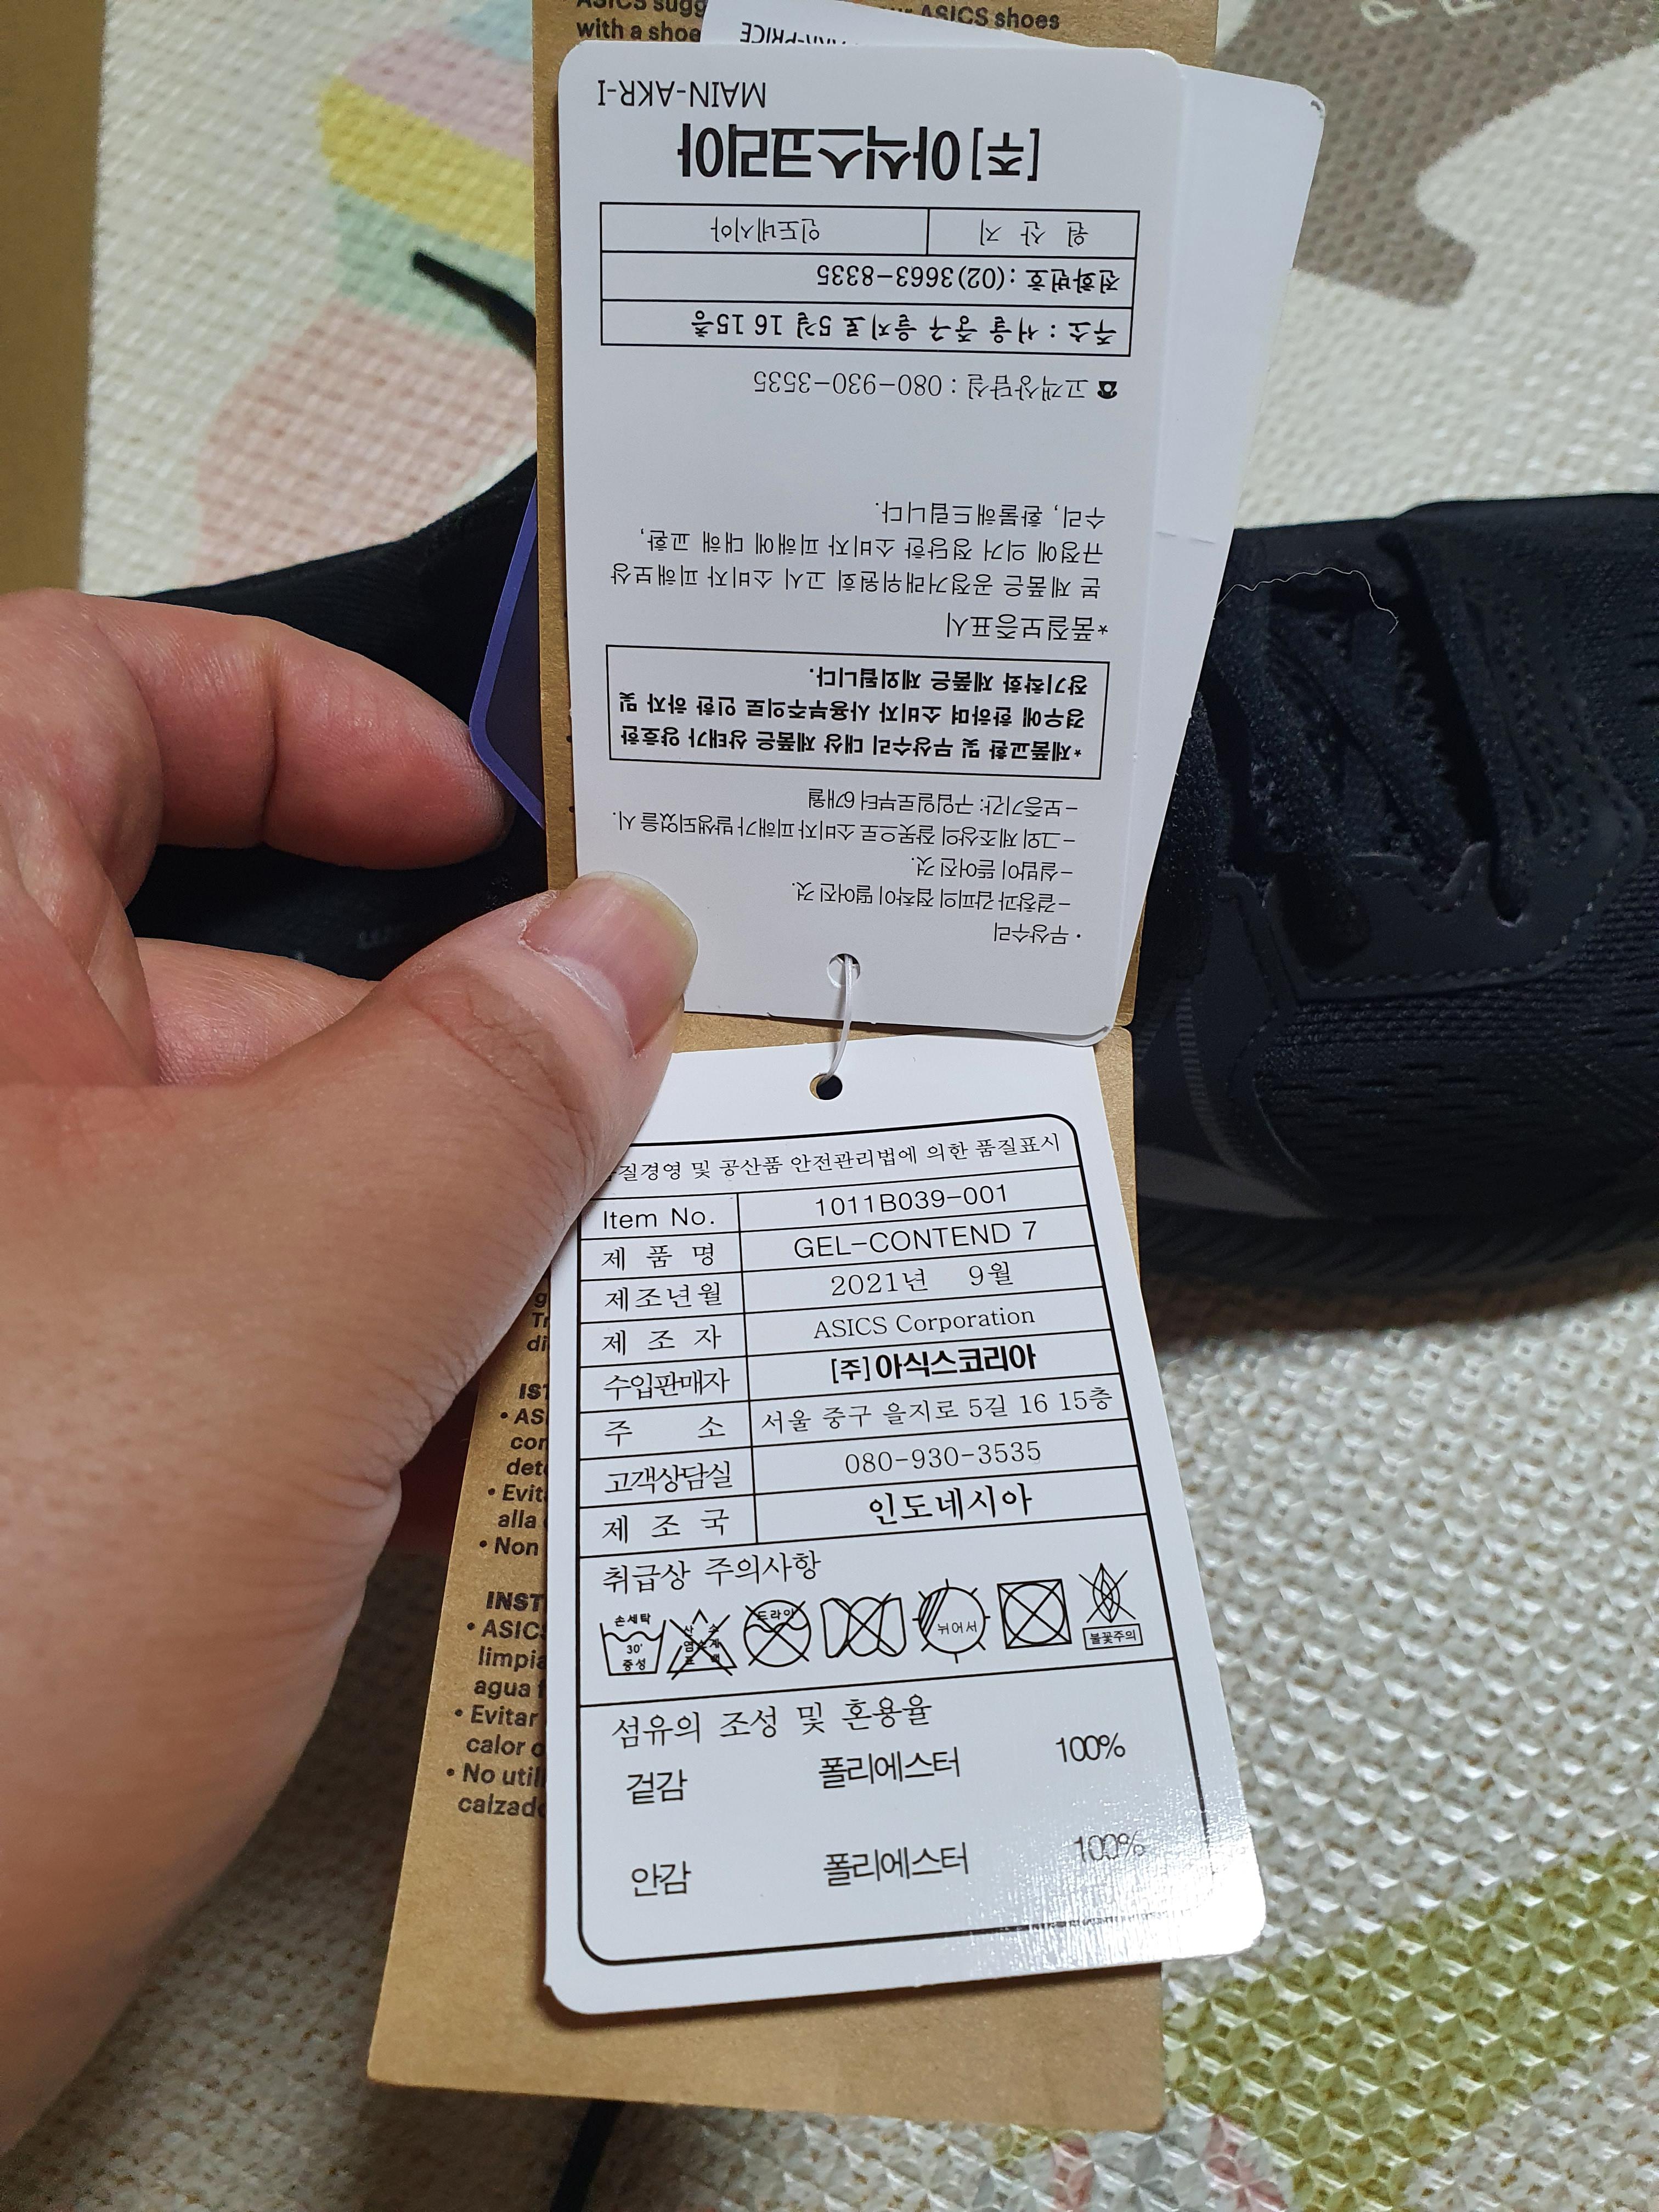 ASICS shoes
with a shoe
MAIN-AKR-I
[주]아식스코리아
원 산 지 인도네시아
전화번호 : (02)3663-8335
주소 : 서울 중구 을지로 5길 16 15층
☎ 고객상담실 : 080-930-3535
*품질보증표시
본 제품은 공정거래위원회 고시 소비자 피해보상
규정에 의거 정당한 소비자 피해에 대해 교환,
수리, 환불해드립니다.
*제품교환 및 무상수리 대상 제품은 상태가 양호한
경우에 한하며 소비자 사용부주의로 인한 하자 및
장기착화 제품은 제외됩니다.
• 무상수리
-겉창과 갑피의 접착이 떨어진 것.
-실밥이 뜯어진 것.
-그외 제조상의 잘못으로 소비자 피해가 발생되었을 시.
-보증기간: 구입일로부터 6개월
질경영 및 공산품 안전관리법에 의한 품질표시
Item No. 1011B039-001
제 품 명 GEL-CONTEND 7
제조년월 2021년 9월
제 조 자 ASICS Corporation
수입판매자 [주]아식스코리아
주 소 서울 중구 을지로 5길 16 15층
고객상담실 080-930-3535
제 조 국 인도네시아
취급상 주의사항
손세탁
30°
중성
드라이
뉘어서
불꽃주의
섬유의 조성 및 혼용율
겉감 폴리에스터 100%
안감 폴리에스터 100%
INST
• ASICS
limpia
agua
• Evitar
calor
• No
• Non
alla